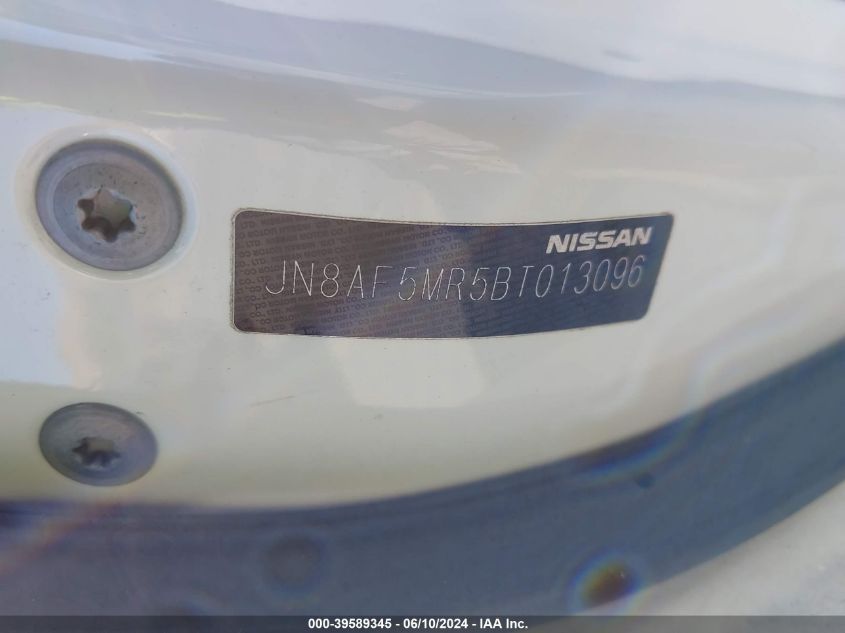 NISSAN
JN8AF5MR5BT013096
000-39589345 - 06/10/2024 - IAA Inc.